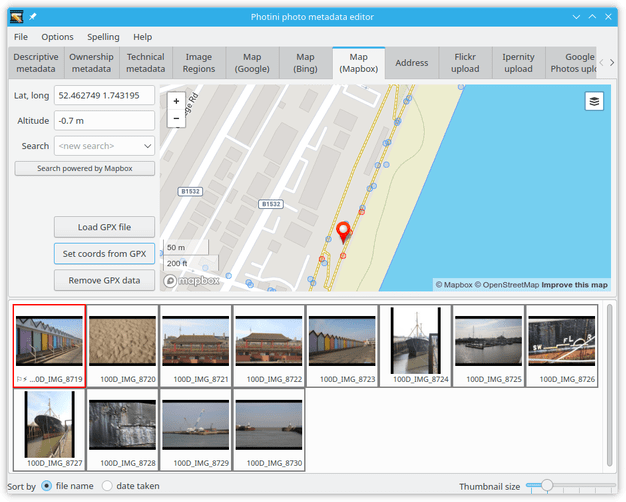 Photini photo metadata editor
File Options Spelling Help
Descriptive metadata
Ownership metadata
Technical metadata
Image Regions
Map (Google)
Map (Bing)
Map (Mapbox)
Address
Flickr upload
Ipernity upload
Google Photos uplo
Lat, long 52.462749 1.743195
Altitude -0.7 m
Search <new search>
Search powered by Mapbox
Load GPX file
Set coords from GPX
Remove GPX data
+
−
Rd
B1532
B1532
50 m
200 ft
mapbox
© Mapbox © OpenStreetMap Improve this map
...0D_IMG_8719
100D_IMG_8720
100D_IMG_8721
100D_IMG_8722
100D_IMG_8723
100D_IMG_8724
100D_IMG_8725
SW FL
100D_IMG_8726
100D_IMG_8727
100D_IMG_8728
100D_IMG_8729
100D_IMG_8730
Sort by file name date taken
Thumbnail size